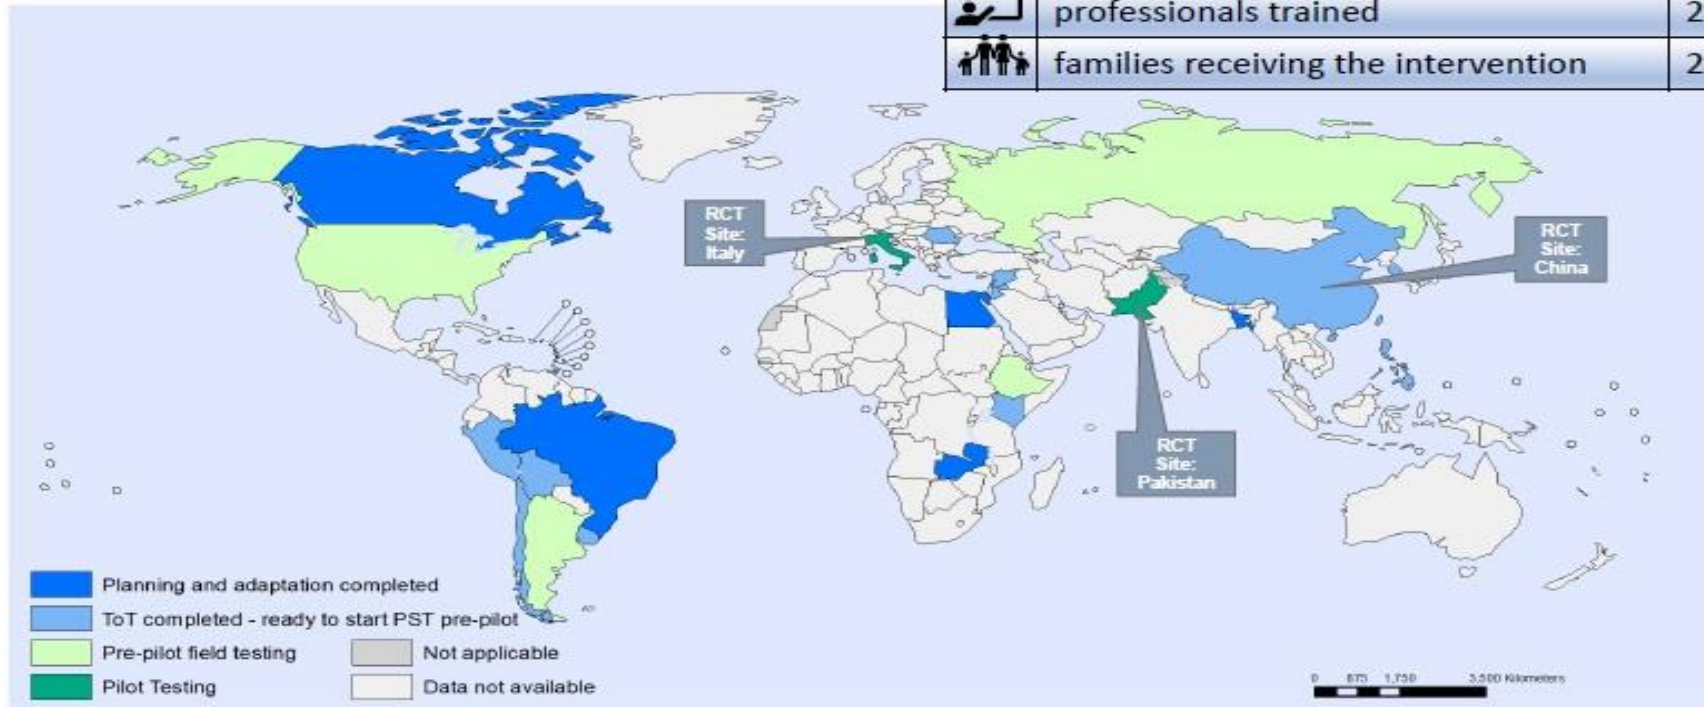 professionals trained 2
families receiving the intervention 2
RCT
Site:
Italy
RCT
Site:
China
RCT
Site:
Pakistan
Planning and adaptation completed
ToT completed - ready to start PST pre-pilot
Pre-pilot field testing
Not applicable
Pilot Testing
Data not available
0 875 1,750 3,500 Kilometers